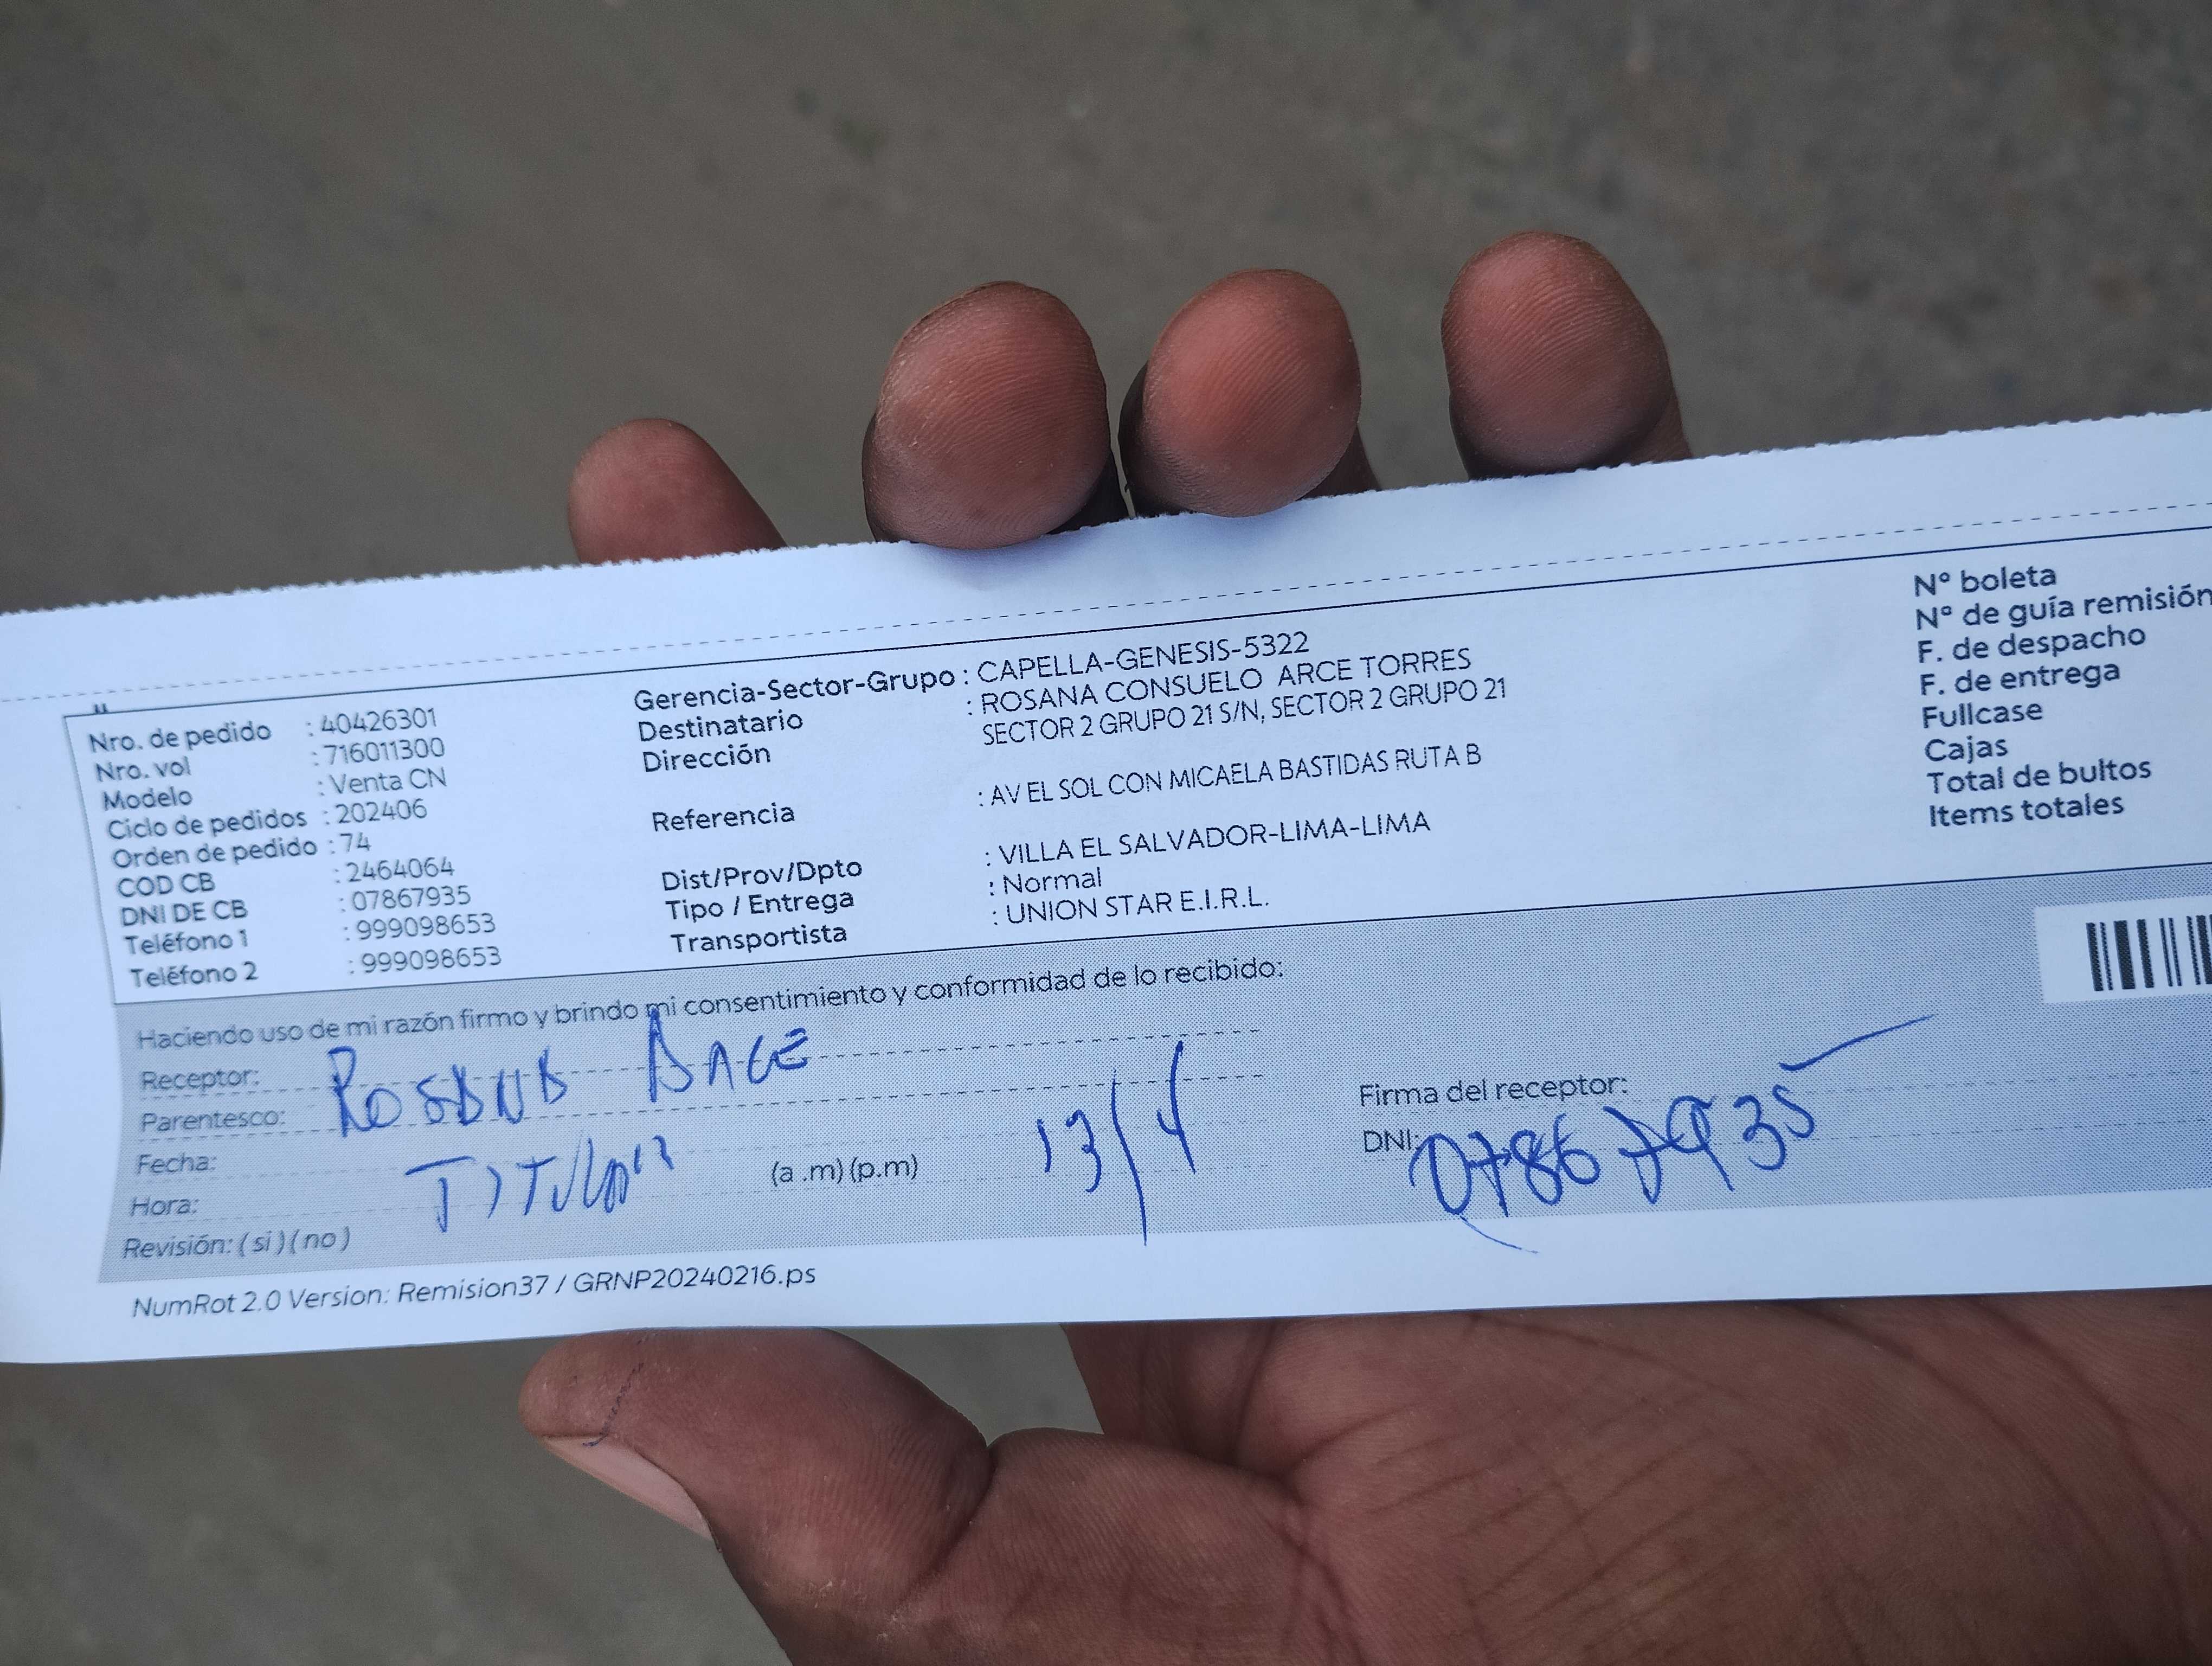 Nro. de pedido : 40426301
Nro. vol : 716011300
Modelo : Venta CN
Ciclo de pedidos : 202406
Orden de pedido : 74
COD CB : 2464064
DNI DE CB : 07867935
Teléfono 1 : 999098653
Teléfono 2 : 999098653
Gerencia-Sector-Grupo : CAPELLA-GENESIS-5322
Destinatario : ROSANA CONSUELO ARCE TORRES
Dirección SECTOR 2 GRUPO 21 S/N, SECTOR 2 GRUPO 21
Referencia : AV EL SOL CON MICAELA BASTIDAS RUTA B
Dist/Prov/Dpto : VILLA EL SALVADOR-LIMA-LIMA
Tipo / Entrega : Normal
Transportista : UNION STAR E.I.R.L.
N° boleta
N° de guía remisión
F. de despacho
F. de entrega
Fullcase
Cajas
Total de bultos
Items totales
Haciendo uso de mi razón firmo y brindo mi consentimiento y conformidad de lo recibido:
Receptor: ROSANA ARCE
Parentesco:
Fecha: TITULAR 13/4
Hora: (a .m) (p.m)
Revisión: ( si ) ( no )
Firma del receptor:
DNI: 07867935
NumRot 2.0 Version: Remision37 / GRNP20240216.ps